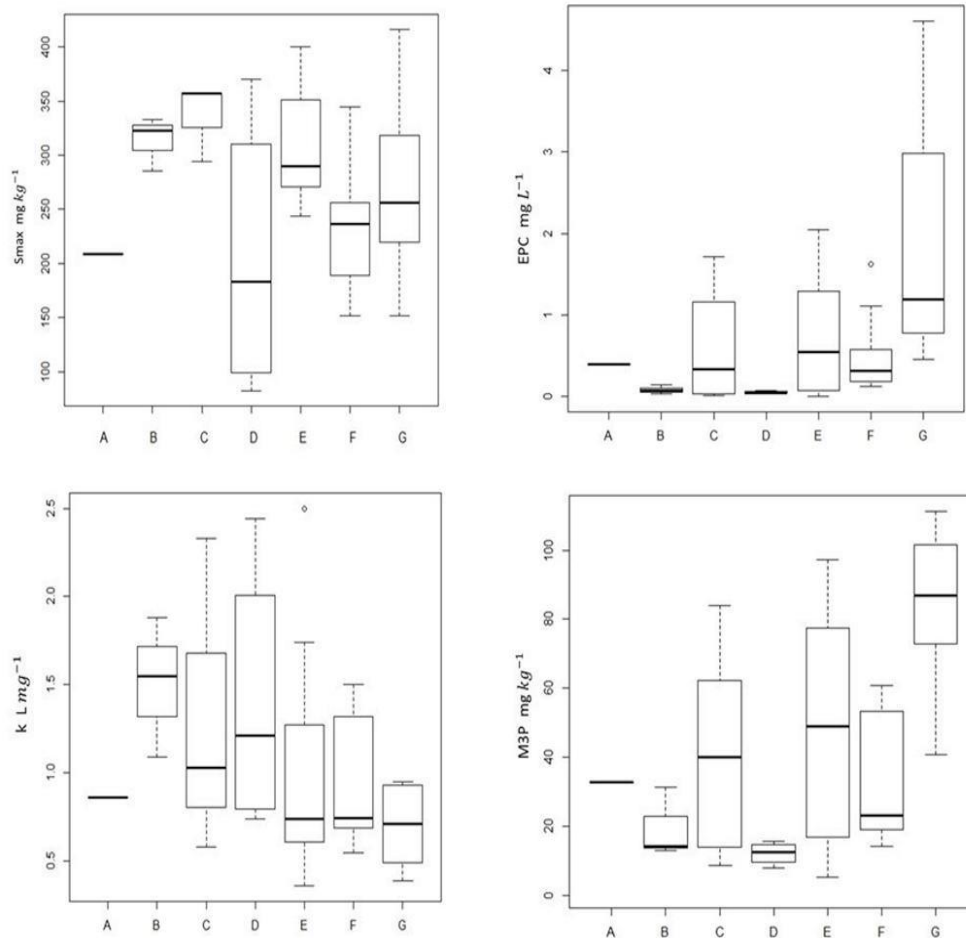 Smax mg kg⁻¹
400
350
300
250
200
150
100
A B C D E F G
EPC mg L⁻¹
4
3
2
1
0
A B C D E F G
k L mg⁻¹
2.5
2.0
1.5
1.0
0.5
A B C D E F G
M3P mg kg⁻¹
100
80
60
40
20
0
A B C D E F G